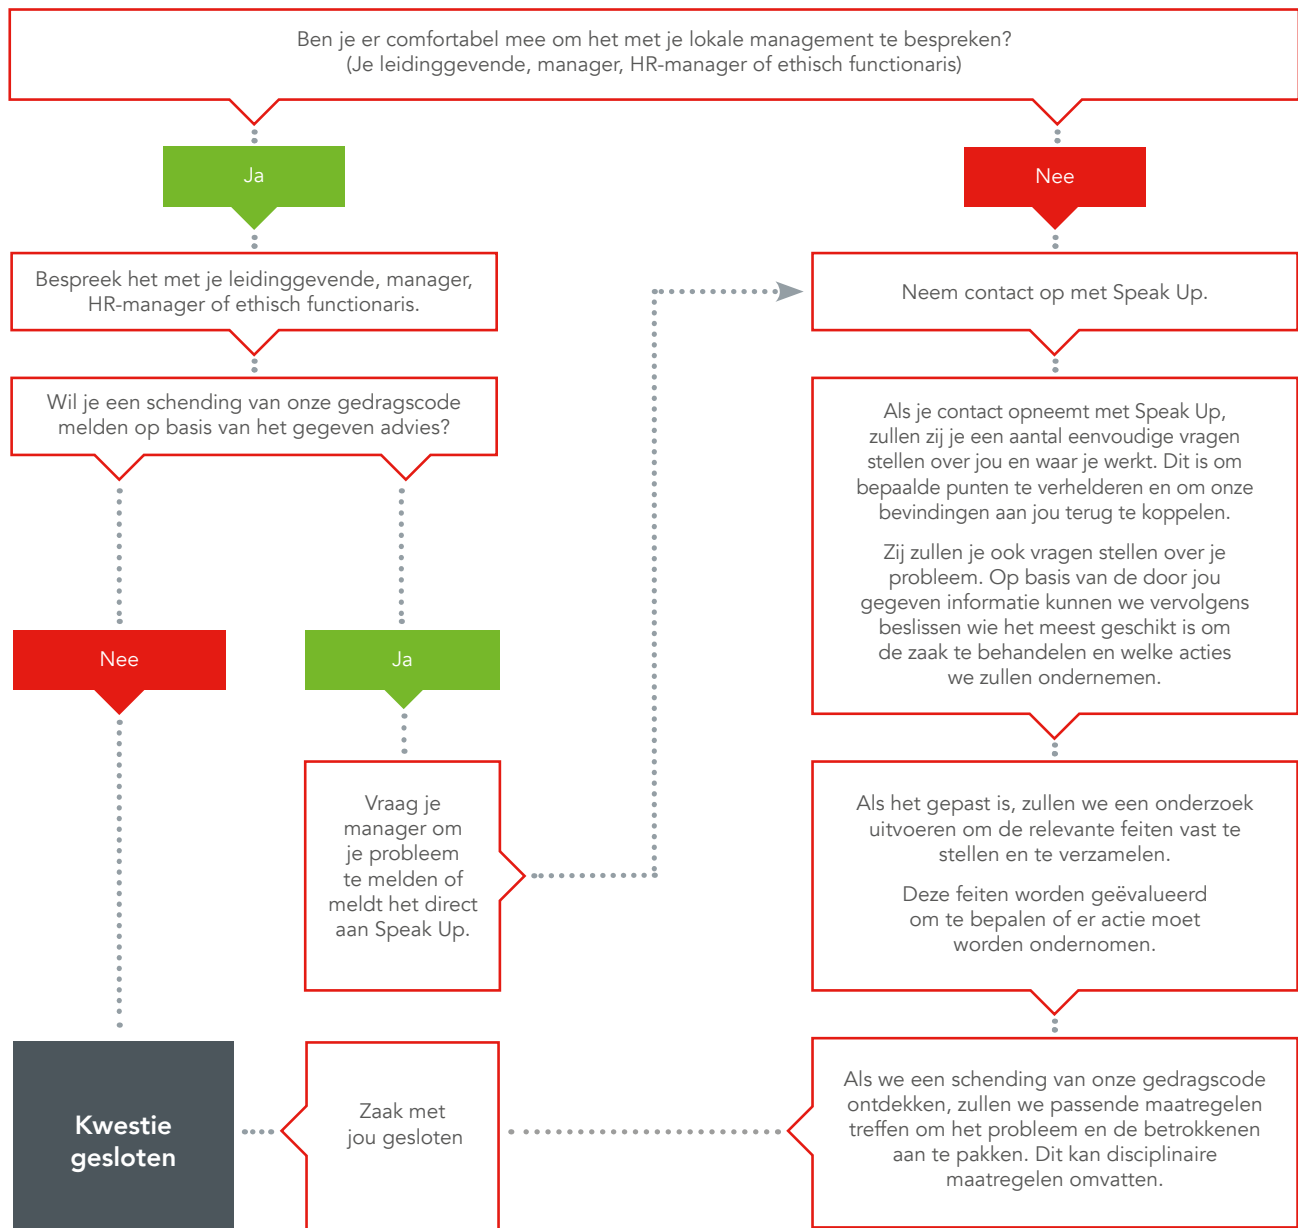 Ben je er comfortabel mee om het met je lokale management te bespreken?
(Je leidinggevende, manager, HR-manager of ethisch functionaris)
Ja
Nee
Bespreek het met je leidinggevende, manager,
HR-manager of ethisch functionaris.
Neem contact op met Speak Up.
Wil je een schending van onze gedragscode
melden op basis van het gegeven advies?
Als je contact opneemt met Speak Up,
zullen zij je een aantal eenvoudige vragen
stellen over jou en waar je werkt. Dit is om
bepaalde punten te verhelderen en om onze
bevindingen aan jou terug te koppelen.
Zij zullen je ook vragen stellen over je
probleem. Op basis van de door jou
gegeven informatie kunnen we vervolgens
beslissen wie het meest geschikt is om
de zaak te behandelen en welke acties
we zullen ondernemen.
Nee
Ja
Vraag je
manager om
je probleem
te melden of
meldt het direct
aan Speak Up.
Als het gepast is, zullen we een onderzoek
uitvoeren om de relevante feiten vast te
stellen en te verzamelen.
Deze feiten worden geëvalueerd
om te bepalen of er actie moet
worden ondernomen.
Als we een schending van onze gedragscode
ontdekken, zullen we passende maatregelen
treffen om het probleem en de betrokkenen
aan te pakken. Dit kan disciplinaire
maatregelen omvatten.
Zaak met
jou gesloten
Kwestie
gesloten